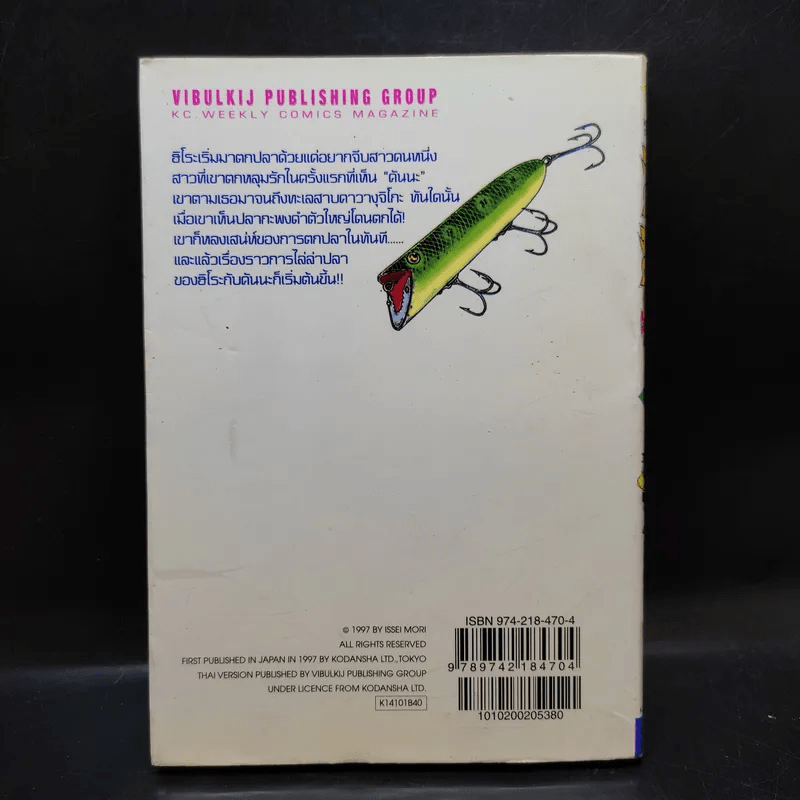 VIBULKIJ PUBLISHING GROUP
KC. WEEKLY COMICS MAGAZINE
ฮิโระเริ่มมาตกปลาด้วยแค่อยากจีบสาวคนหนึ่ง
สาวที่เขาตกหลุมรักในครั้งแรกที่เห็น "คันนะ"
เขาตามเธอมาจนถึงทะเลสาบคาวางุจิโกะ ทันใดนั้น
เมื่อเขาเห็นปลากะพงดำตัวใหญ่โดนตกได้!
เขาก็หลงเสน่ห์ของการตกปลาในทันที......
และแล้วเรื่องราวการไล่ล่าปลา
ของฮิโระกับคันนะก็เริ่มต้นขึ้น!!
© 1997 BY ISSEI MORI
ALL RIGHTS RESERVED
FIRST PUBLISHED IN JAPAN IN 1997 BY KODANSHA LTD.,TOKYO
THAI VERSION PUBLISHED BY VIBULKIJ PUBLISHING GROUP
UNDER LICENCE FROM KODANSHA LTD.
K14101B40
ISBN 974-218-470-4
9 789742 184704
1010200205380